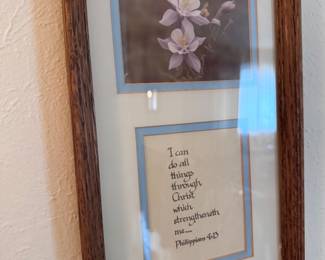 I can
do all
things
through
Christ
which
strengtheneth
me...
Philippians 4:13